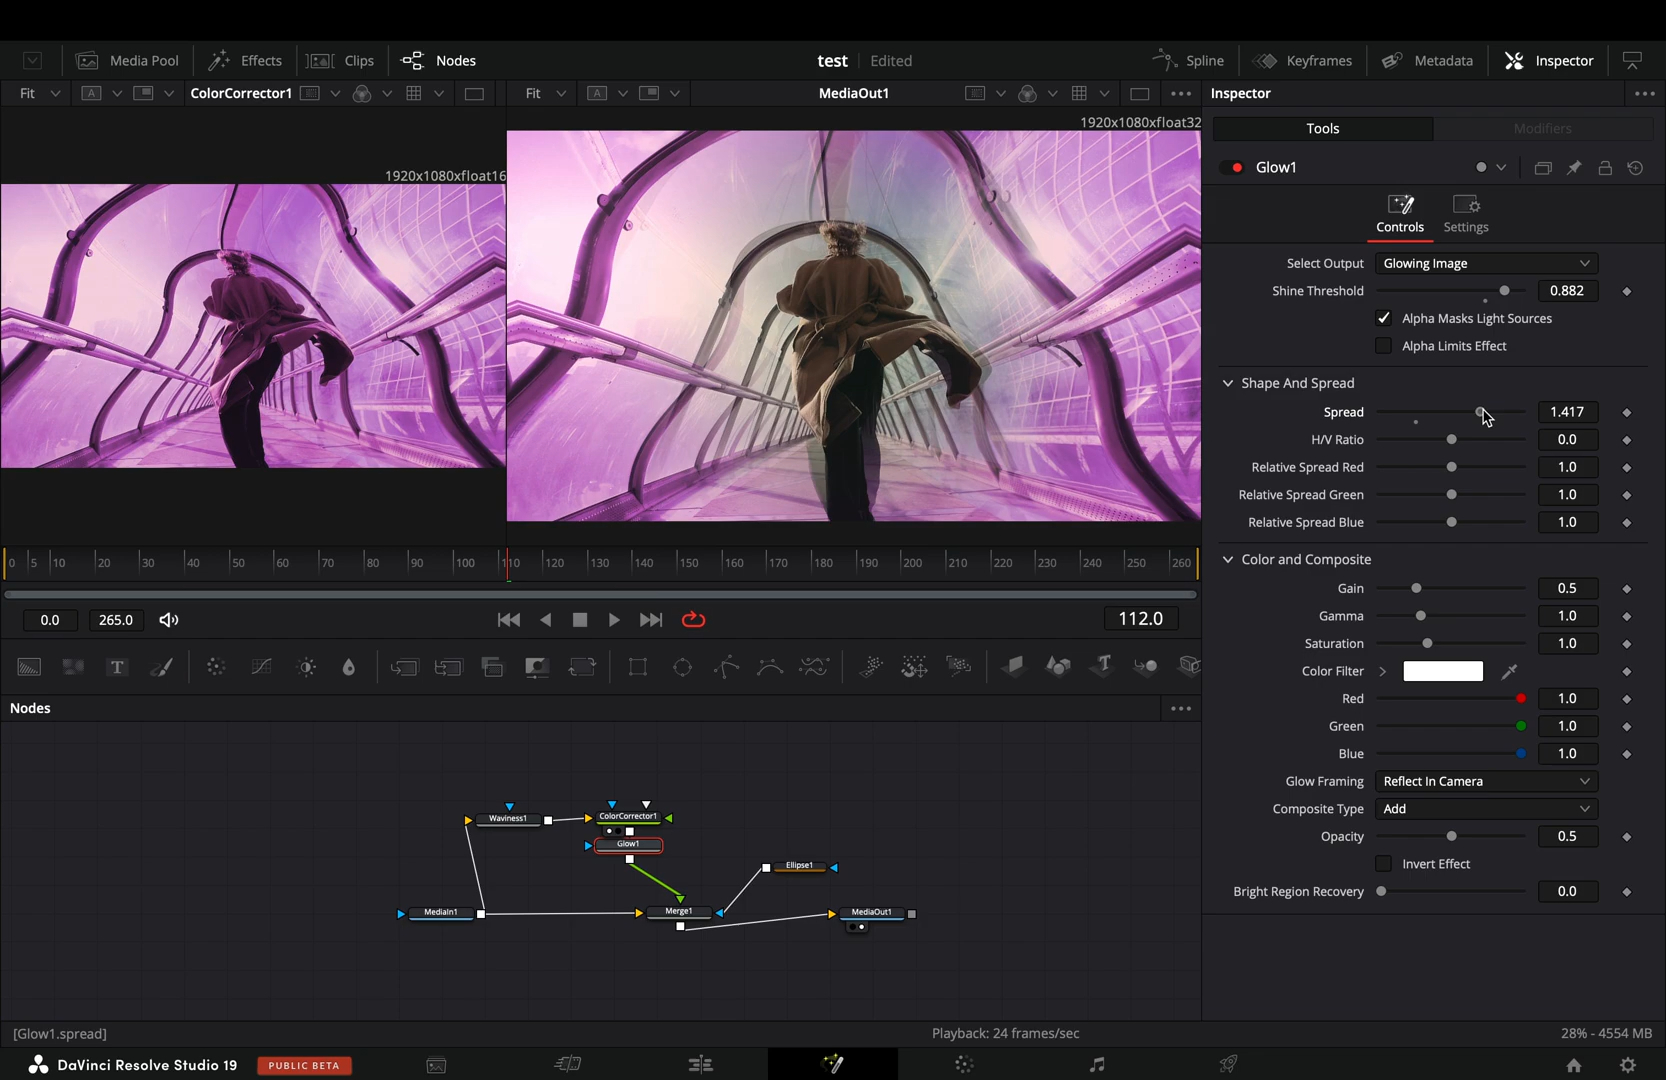 Media Pool Effects Clips Nodes test Edited Spline Keyframes Metadata Inspector
Fit A ColorCorrector1 Fit A MediaOut1 Inspector
1920x1080xfloat32
1920x1080xfloat16
Tools Modifiers
Glow1
Controls Settings
Select Output Glowing Image
Shine Threshold 0.882
Alpha Masks Light Sources
Alpha Limits Effect
Shape And Spread
Spread 1.417
H/V Ratio 0.0
Relative Spread Red 1.0
Relative Spread Green 1.0
Relative Spread Blue 1.0
Color and Composite
Gain 0.5
Gamma 1.0
Saturation 1.0
Color Filter
Red 1.0
Green 1.0
Blue 1.0
Glow Framing Reflect In Camera
Composite Type Add
Opacity 0.5
Invert Effect
Bright Region Recovery 0.0
0 5 10 20 30 40 50 60 70 80 90 100 110 120 130 140 150 160 170 180 190 200 210 220 230 240 250 260
0.0 265.0 112.0
T T
Nodes
Waviness1 ColorCorrector1
Glow1
Ellipse1
MediaIn1 Merge1 MediaOut1
[Glow1.spread] Playback: 24 frames/sec 28% - 4554 MB
DaVinci Resolve Studio 19 PUBLIC BETA